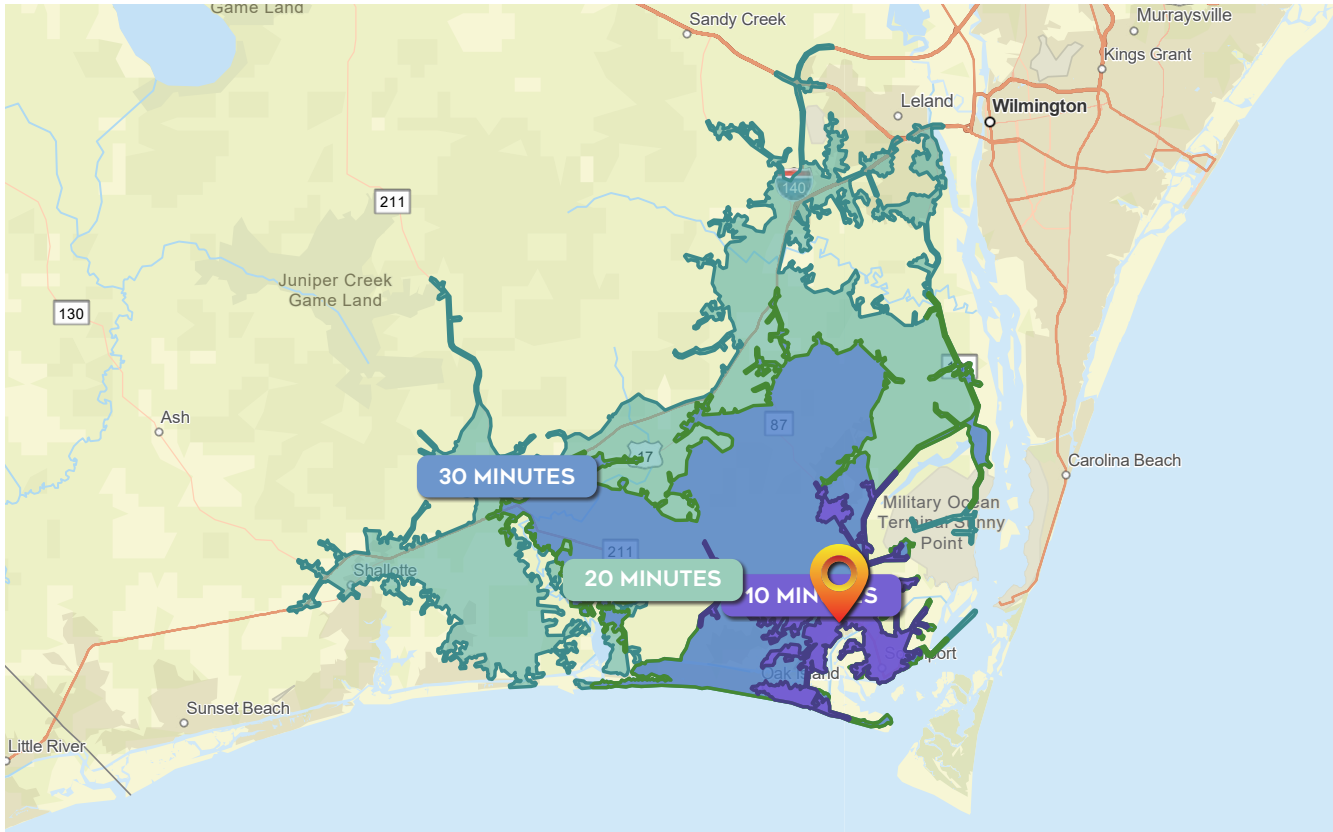 Game Land
Sandy Creek
Murraysville
Kings Grant
Leland
Wilmington
140
211
Juniper Creek
Game Land
130
Ash
87
17
Carolina Beach
30 MINUTES
Military Ocean
Terminal Sunny
Point
211
Shallotte
20 MINUTES
10 MINUTES
Southport
Oak Island
Sunset Beach
Little River